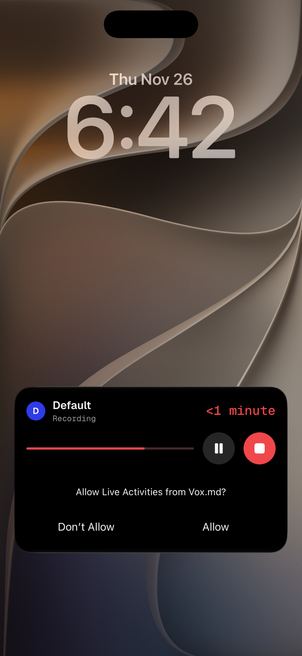 Thu Nov 26
6:42
D
Default
Recording
<1 minute
Allow Live Activities from Vox.md?
Don’t Allow
Allow